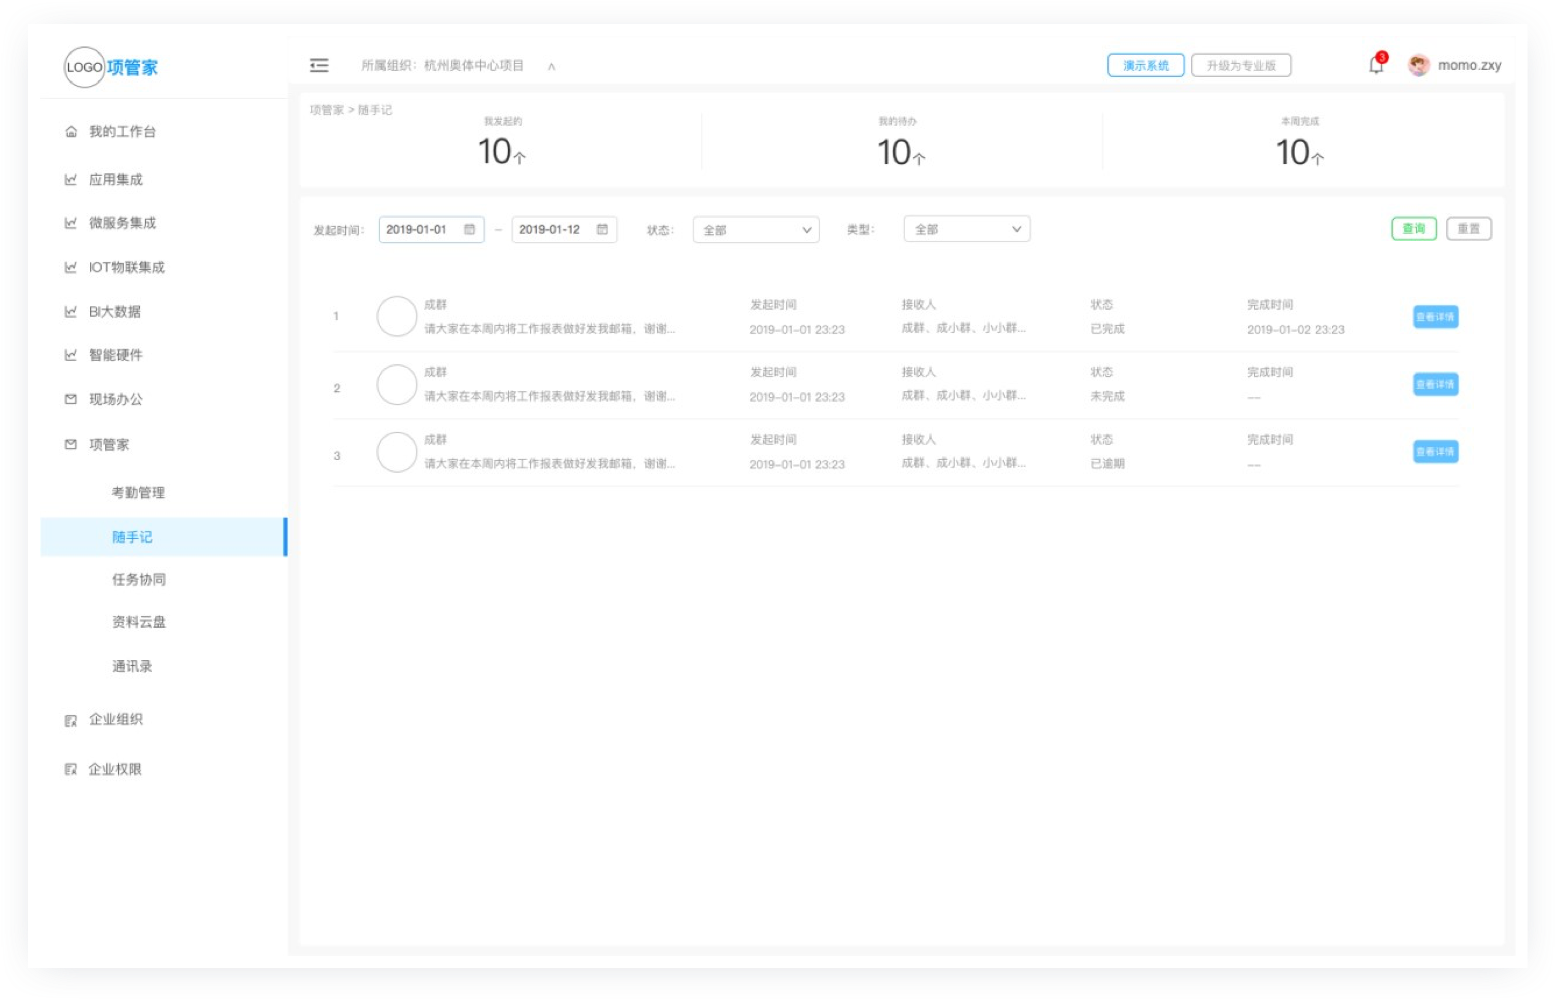 LOGO 项管家
所属组织：杭州奥体中心项目
演示系统
升级为专业版
3
momo.zxy
我的工作台
应用集成
微服务集成
IOT物联集成
BI大数据
智能硬件
现场办公
项管家
考勤管理
随手记
任务协同
资料云盘
通讯录
企业组织
企业权限
项管家 > 随手记
我发起的
10个
我的待办
10个
本周完成
10个
发起时间： 2019-01-01 – 2019-01-12 状态： 全部 类型： 全部 查询 重置
1
成群 发起时间 接收人 状态 完成时间
请大家在本周内将工作报表做好发我邮箱，谢谢... 2019-01-01 23:23 成群、成小群、小小群... 已完成 2019-01-02 23:23
查看详情
2
成群 发起时间 接收人 状态 完成时间
请大家在本周内将工作报表做好发我邮箱，谢谢... 2019-01-01 23:23 成群、成小群、小小群... 未完成 --
查看详情
3
成群 发起时间 接收人 状态 完成时间
请大家在本周内将工作报表做好发我邮箱，谢谢... 2019-01-01 23:23 成群、成小群、小小群... 已逾期 --
查看详情